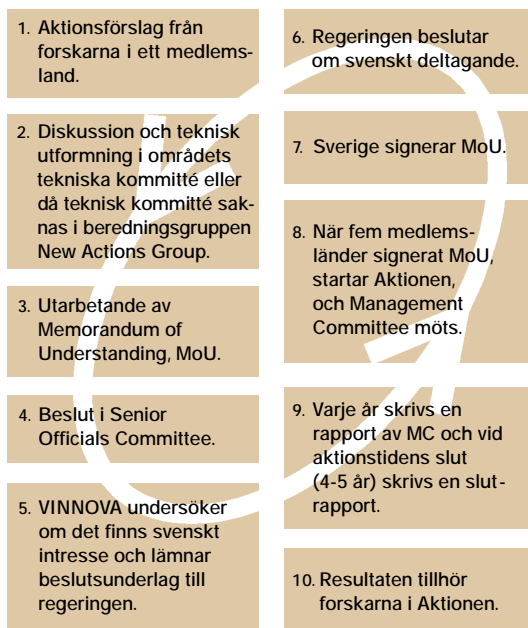 1. Aktionsförslag från
forskarna i ett medlems-
land.
2. Diskussion och teknisk
utformning i områdets
tekniska kommitté eller
då teknisk kommitté sak-
nas i beredningsgruppen
New Actions Group.
3. Utarbetande av
Memorandum of
Understanding, MoU.
4. Beslut i Senior
Officials Committee.
5. VINNOVA undersöker
om det finns svenskt
intresse och lämnar
beslutsunderlag till
regeringen.
6. Regeringen beslutar
om svenskt deltagande.
7. Sverige signerar MoU.
8. När fem medlems-
länder signerat MoU,
startar Aktionen,
och Management
Committee möts.
9. Varje år skrivs en
rapport av MC och vid
aktionstidens slut
(4-5 år) skrivs en slut-
rapport.
10. Resultaten tillhör
forskarna i Aktionen.